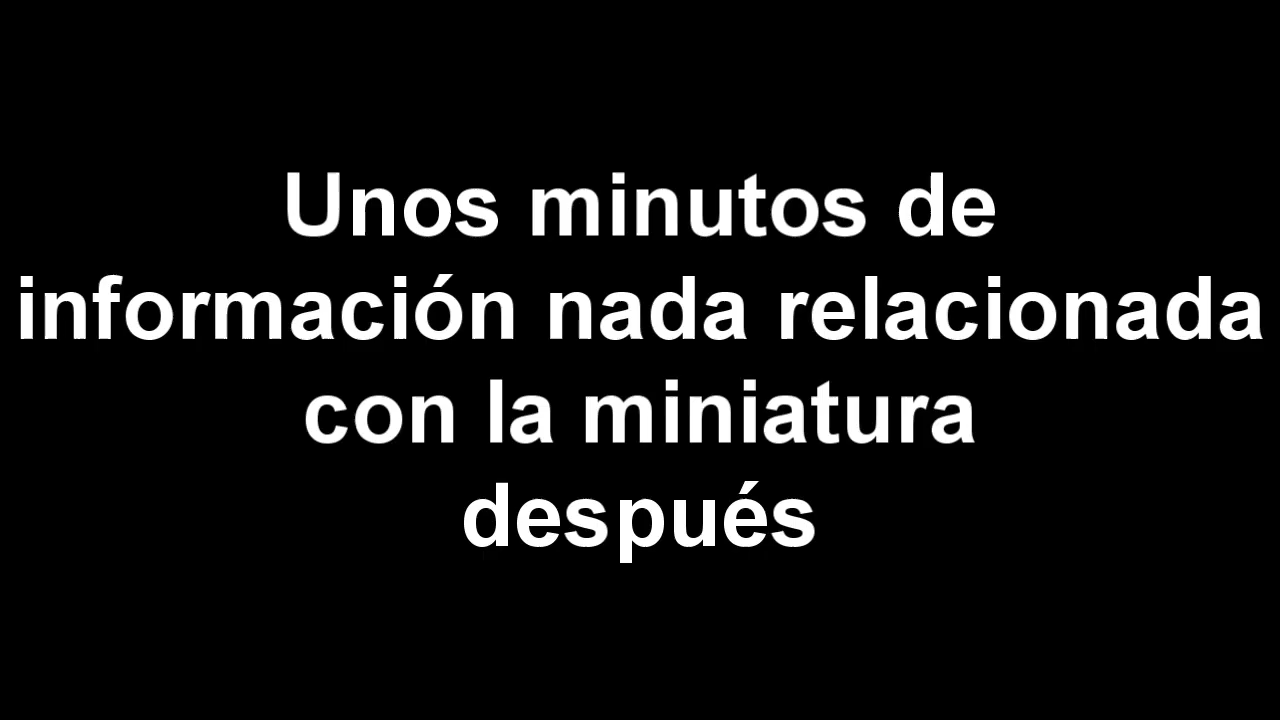 Unos minutos de
información nada relacionada
con la miniatura
después